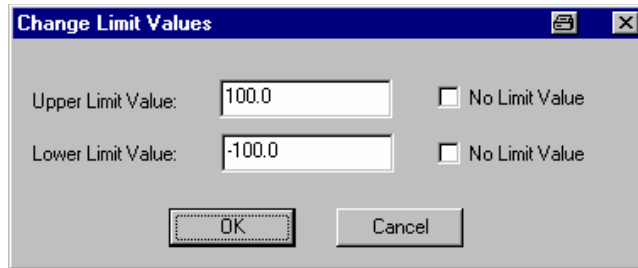 Change Limit Values
Upper Limit Value: 100.0 No Limit Value
Lower Limit Value: -100.0 No Limit Value
OK Cancel